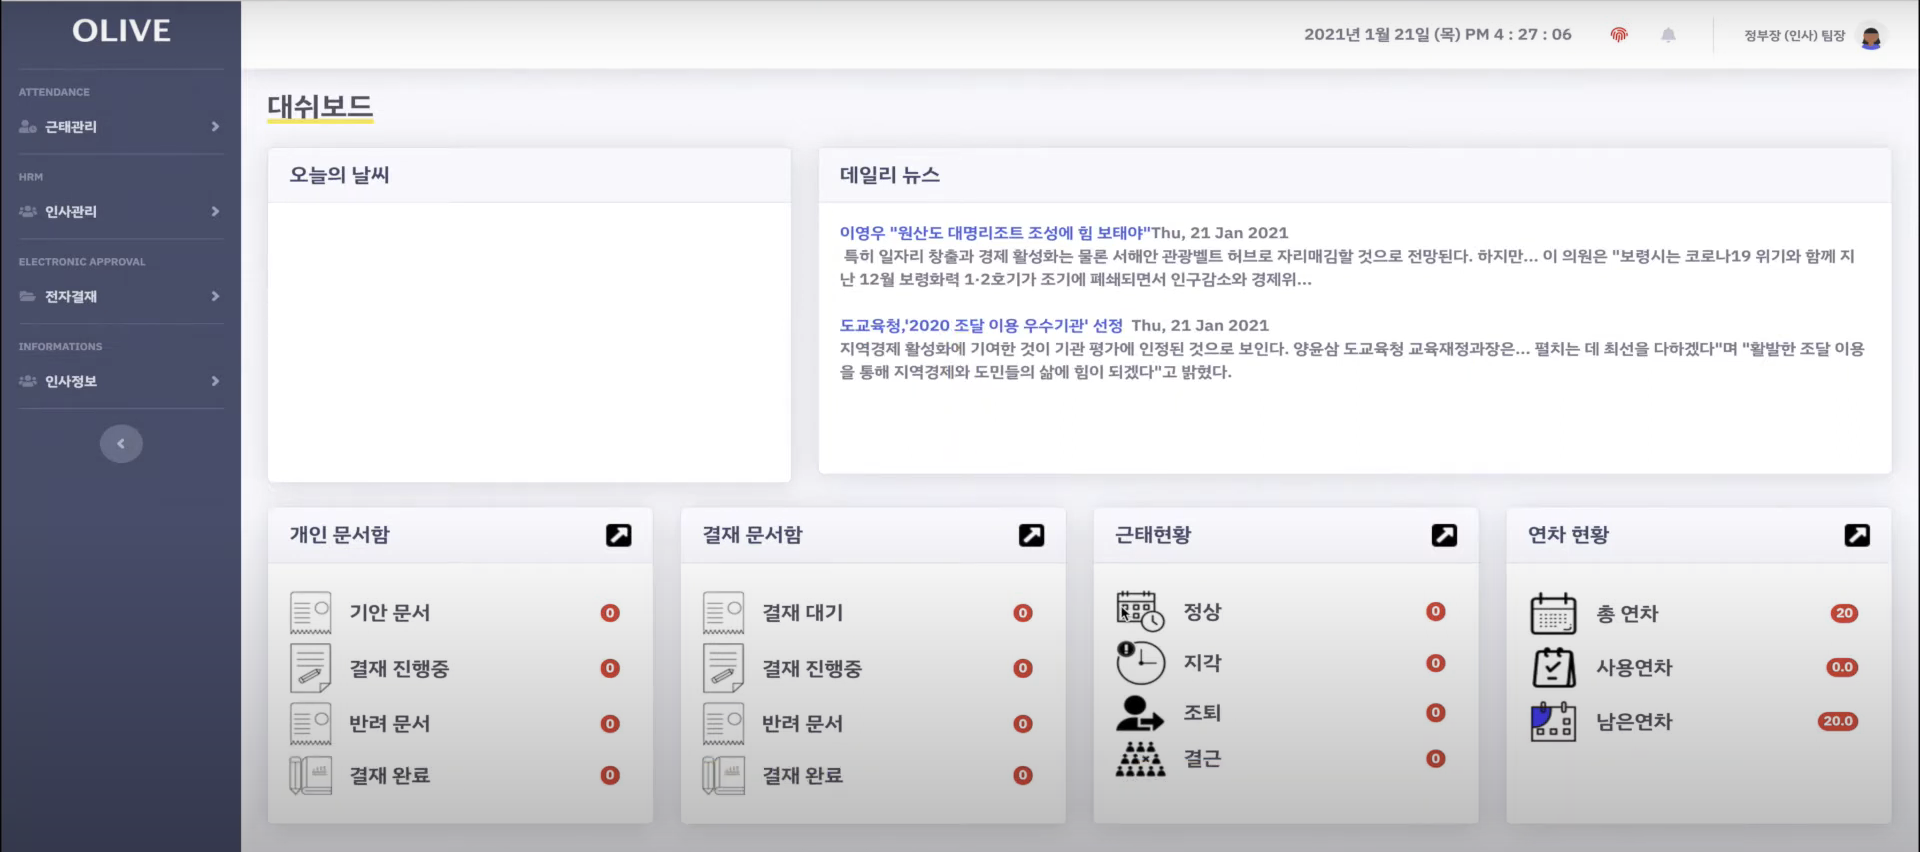 OLIVE
2021년 1월 21일 (목) PM 4 : 27 : 06
정부장 (인사) 팀장
ATTENDANCE
근태관리
HRM
인사관리
ELECTRONIC APPROVAL
전자결재
INFORMATIONS
인사정보
대쉬보드
오늘의 날씨
데일리 뉴스
이영우 "원산도 대명리조트 조성에 힘 보태야"Thu, 21 Jan 2021
특히 일자리 창출과 경제 활성화는 물론 서해안 관광벨트 허브로 자리매김할 것으로 전망된다. 하지만... 이 의원은 "보령시는 코로나19 위기와 함께 지
난 12월 보령화력 1·2호기가 조기에 폐쇄되면서 인구감소와 경제위...
도교육청,'2020 조달 이용 우수기관' 선정 Thu, 21 Jan 2021
지역경제 활성화에 기여한 것이 기관 평가에 인정된 것으로 보인다. 양윤삼 도교육청 교육재정과장은... 펼치는 데 최선을 다하겠다"며 "활발한 조달 이용
을 통해 지역경제와 도민들의 삶에 힘이 되겠다"고 밝혔다.
개인 문서함
기안 문서 0
결재 진행중 0
반려 문서 0
결재 완료 0
결재 문서함
결재 대기 0
결재 진행중 0
반려 문서 0
결재 완료 0
근태현황
정상 0
지각 0
조퇴 0
결근 0
연차 현황
총 연차 20
사용연차 0.0
남은연차 20.0